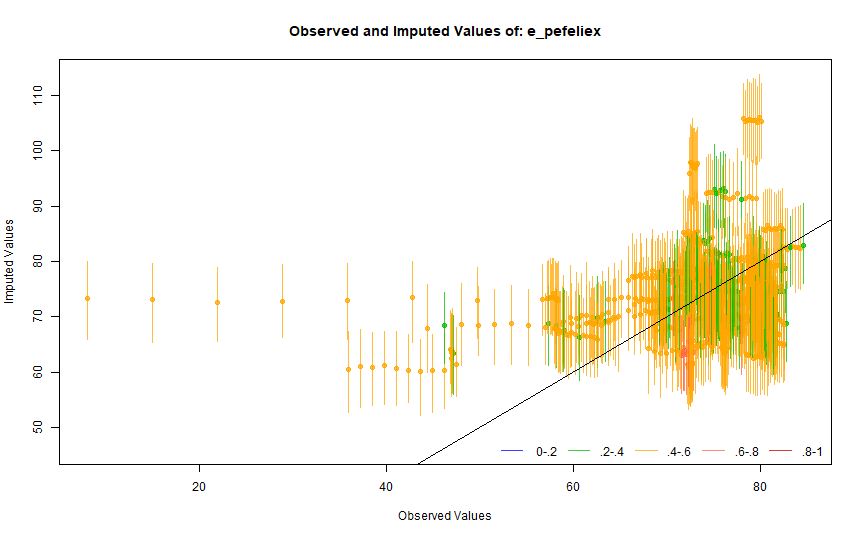 Observed and Imputed Values of: e_pefeliex
Imputed Values
110
100
90
80
70
60
50
0-.2 .2-.4 .4-.6 .6-.8 .8-1
20 40 60 80
Observed Values